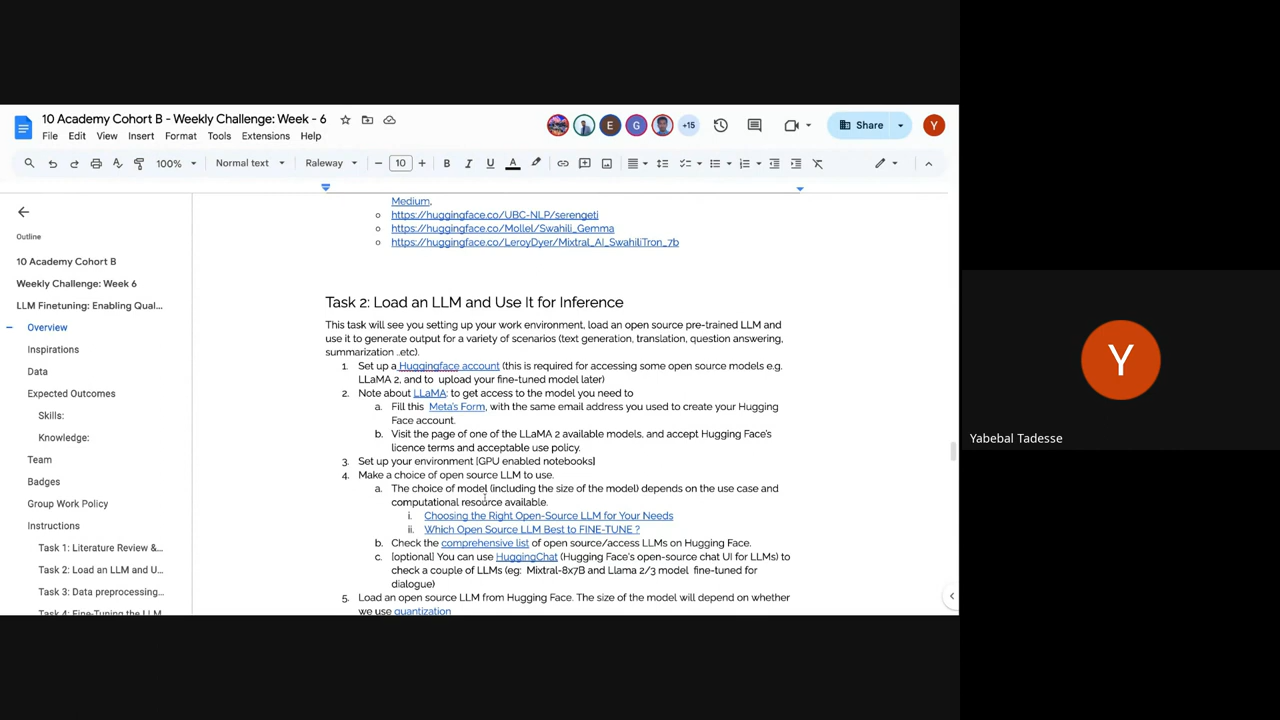 10 Academy Cohort B - Weekly Challenge: Week - 6
File Edit View Insert Format Tools Extensions Help
E G +15 Share Y
100% Normal text Raleway − 10 + B I U A
Outline
10 Academy Cohort B
Weekly Challenge: Week 6
LLM Finetuning: Enabling Qual...
Overview
Inspirations
Data
Expected Outcomes
Skills:
Knowledge:
Team
Badges
Group Work Policy
Instructions
Task 1: Literature Review &...
Task 2: Load an LLM and U...
Task 3: Data preprocessing...
Task 4: Fine-Tuning the LLM
Medium,
https://huggingface.co/UBC-NLP/serengeti
https://huggingface.co/Mollel/Swahili_Gemma
https://huggingface.co/LeroyDyer/Mixtral_AI_SwahiliTron_7b
Task 2: Load an LLM and Use It for Inference
This task will see you setting up your work environment, load an open source pre-trained LLM and
use it to generate output for a variety of scenarios (text generation, translation, question answering,
summarization ..etc).
1. Set up a Huggingface account (this is required for accessing some open source models e.g.
LLaMA 2, and to upload your fine-tuned model later)
2. Note about LLaMA: to get access to the model you need to
a. Fill this Meta's Form, with the same email address you used to create your Hugging
Face account.
b. Visit the page of one of the LLaMA 2 available models, and accept Hugging Face's
licence terms and acceptable use policy.
3. Set up your environment [GPU enabled notebooks]
4. Make a choice of open source LLM to use.
a. The choice of model (including the size of the model) depends on the use case and
computational resource available.
i. Choosing the Right Open-Source LLM for Your Needs
ii. Which Open Source LLM Best to FINE-TUNE ?
b. Check the comprehensive list of open source/access LLMs on Hugging Face.
c. [optional] You can use HuggingChat (Hugging Face's open-source chat UI for LLMs) to
check a couple of LLMs (eg: Mixtral-8x7B and Llama 2/3 model fine-tuned for
dialogue)
5. Load an open source LLM from Hugging Face. The size of the model will depend on whether
we use quantization
Y
Yabebal Tadesse